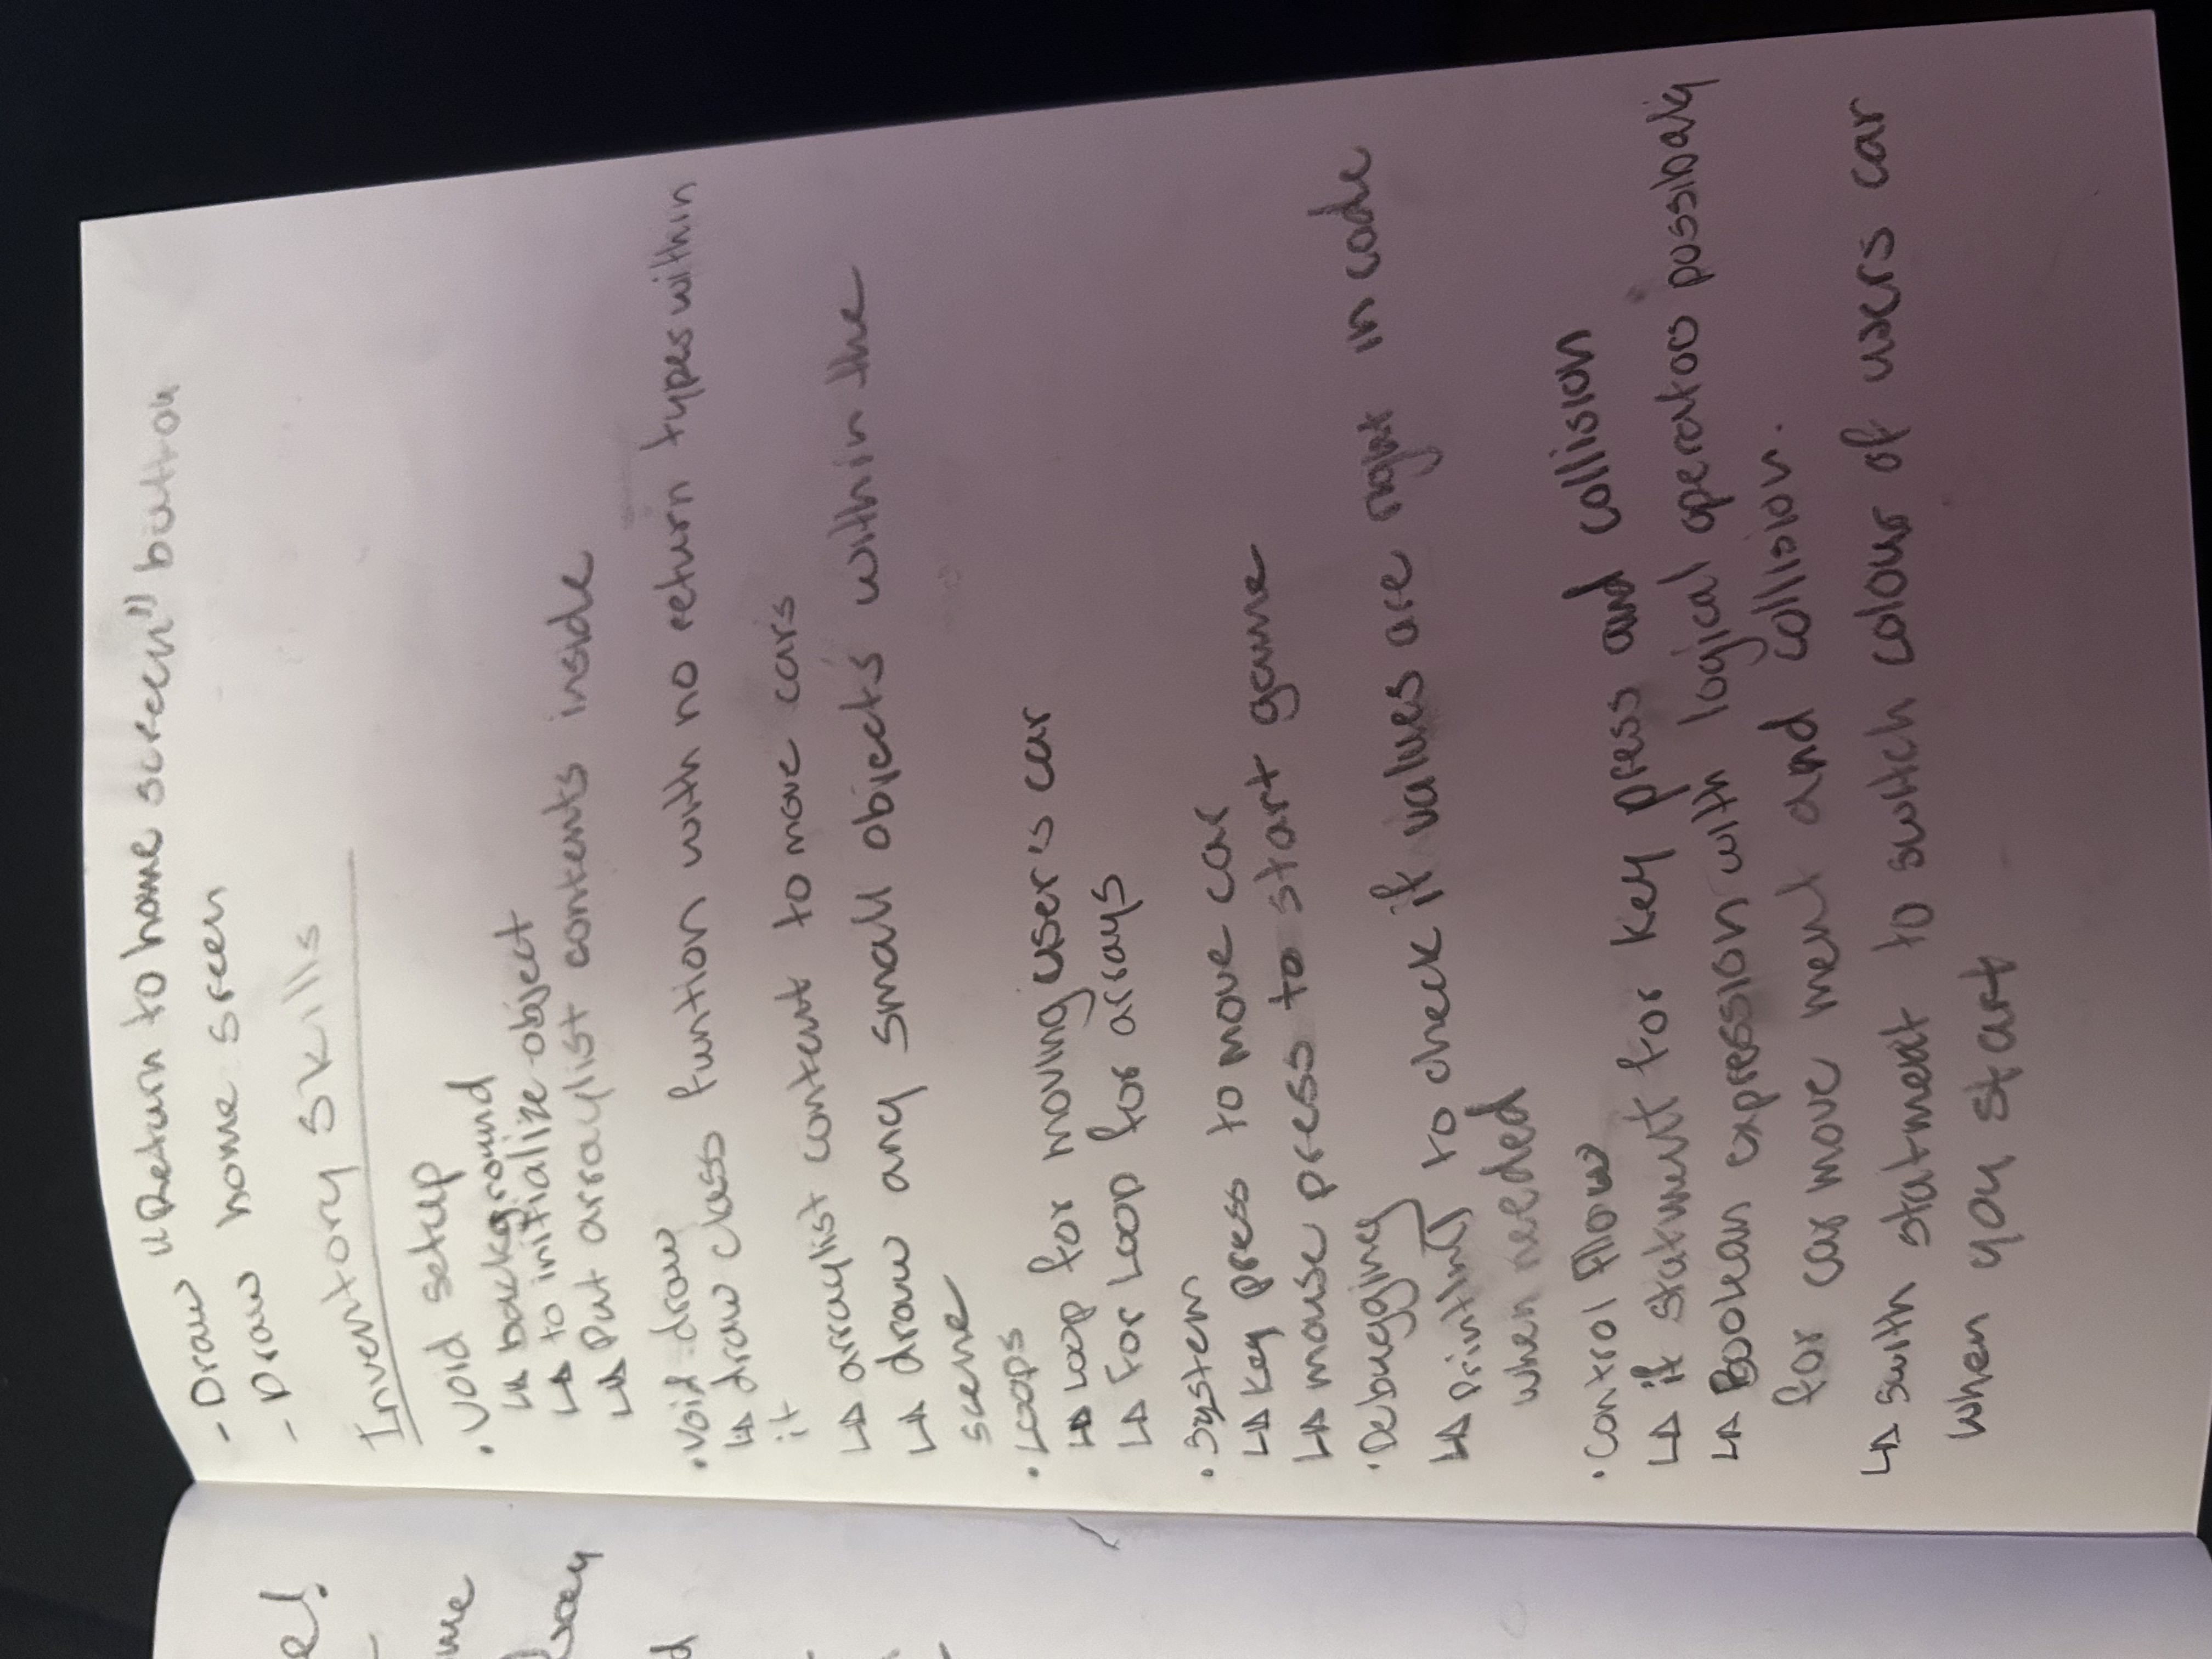 - Draw "Return to home screen" button
- Draw home sreen
Inventory Skills
• Void setup
↳ background
↳ to initialize object
↳ Put arraylist contents inside
• Void draw
↳ draw class funtion with no return types within
it
↳ arraylist content to move cars
↳ draw any small objects within the
scene
• Loops
↳ Loop for moving user's car
↳ For Loop for arrays
• System
↳ Key press to move car
↳ mouse press to start game
• Debugging
↳ Println() to check if values are right in code
when needed
• Control Flow
↳ if statment for key press and collision
↳ Boolean expression with logical operators possibaly
for car move ment and collision.
↳ swith statment to switch colour of users car
when you start
e!
me
d